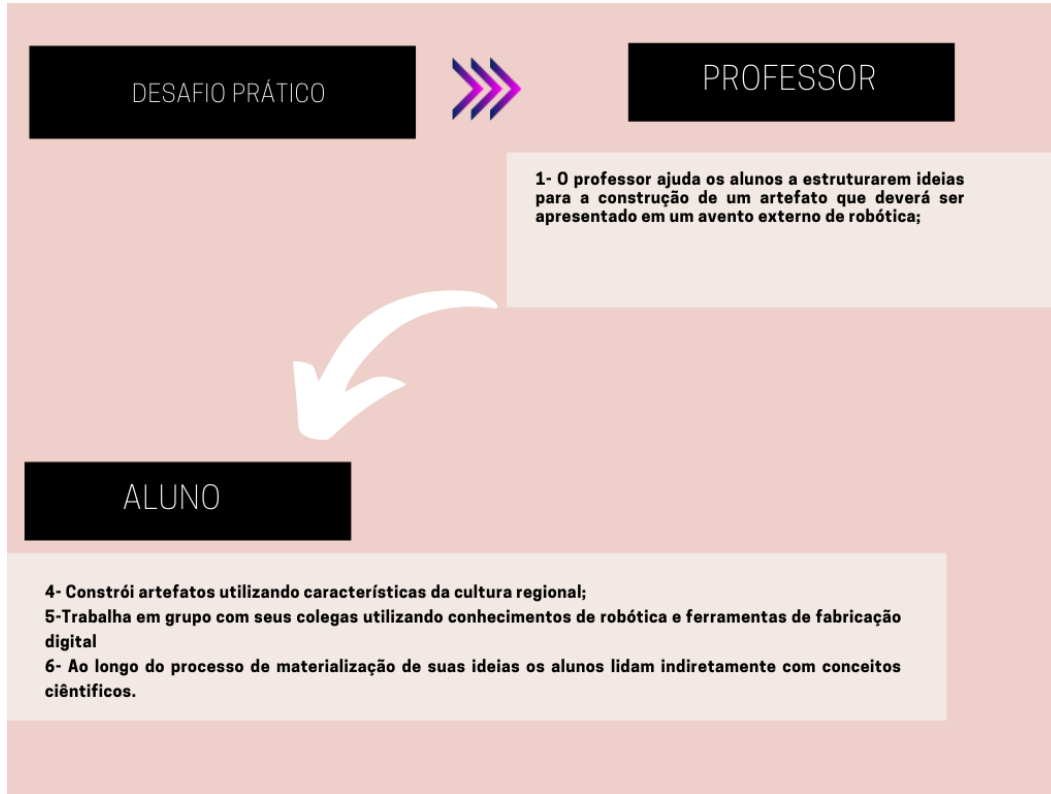 DESAFIO PRÁTICO
PROFESSOR
1- O professor ajuda os alunos a estruturarem ideias
para a construção de um artefato que deverá ser
apresentado em um avento externo de robótica;
ALUNO
4- Constrói artefatos utilizando características da cultura regional;
5-Trabalha em grupo com seus colegas utilizando conhecimentos de robótica e ferramentas de fabricação
digital
6- Ao longo do processo de materialização de suas ideias os alunos lidam indiretamente com conceitos
ciêntificos.